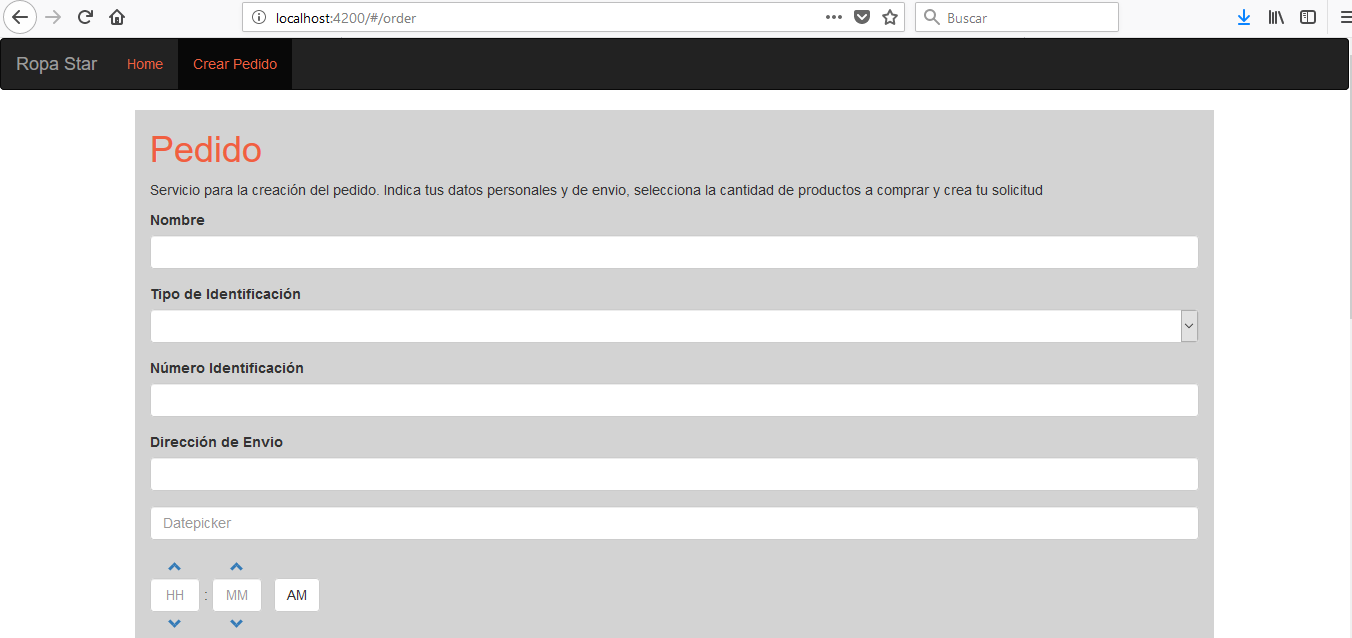 localhost:4200/#/order
Buscar
Ropa Star Home Crear Pedido
Pedido
Servicio para la creación del pedido. Indica tus datos personales y de envio, selecciona la cantidad de productos a comprar y crea tu solicitud
Nombre
Tipo de Identificación
Número Identificación
Dirección de Envio
Datepicker
HH : MM AM